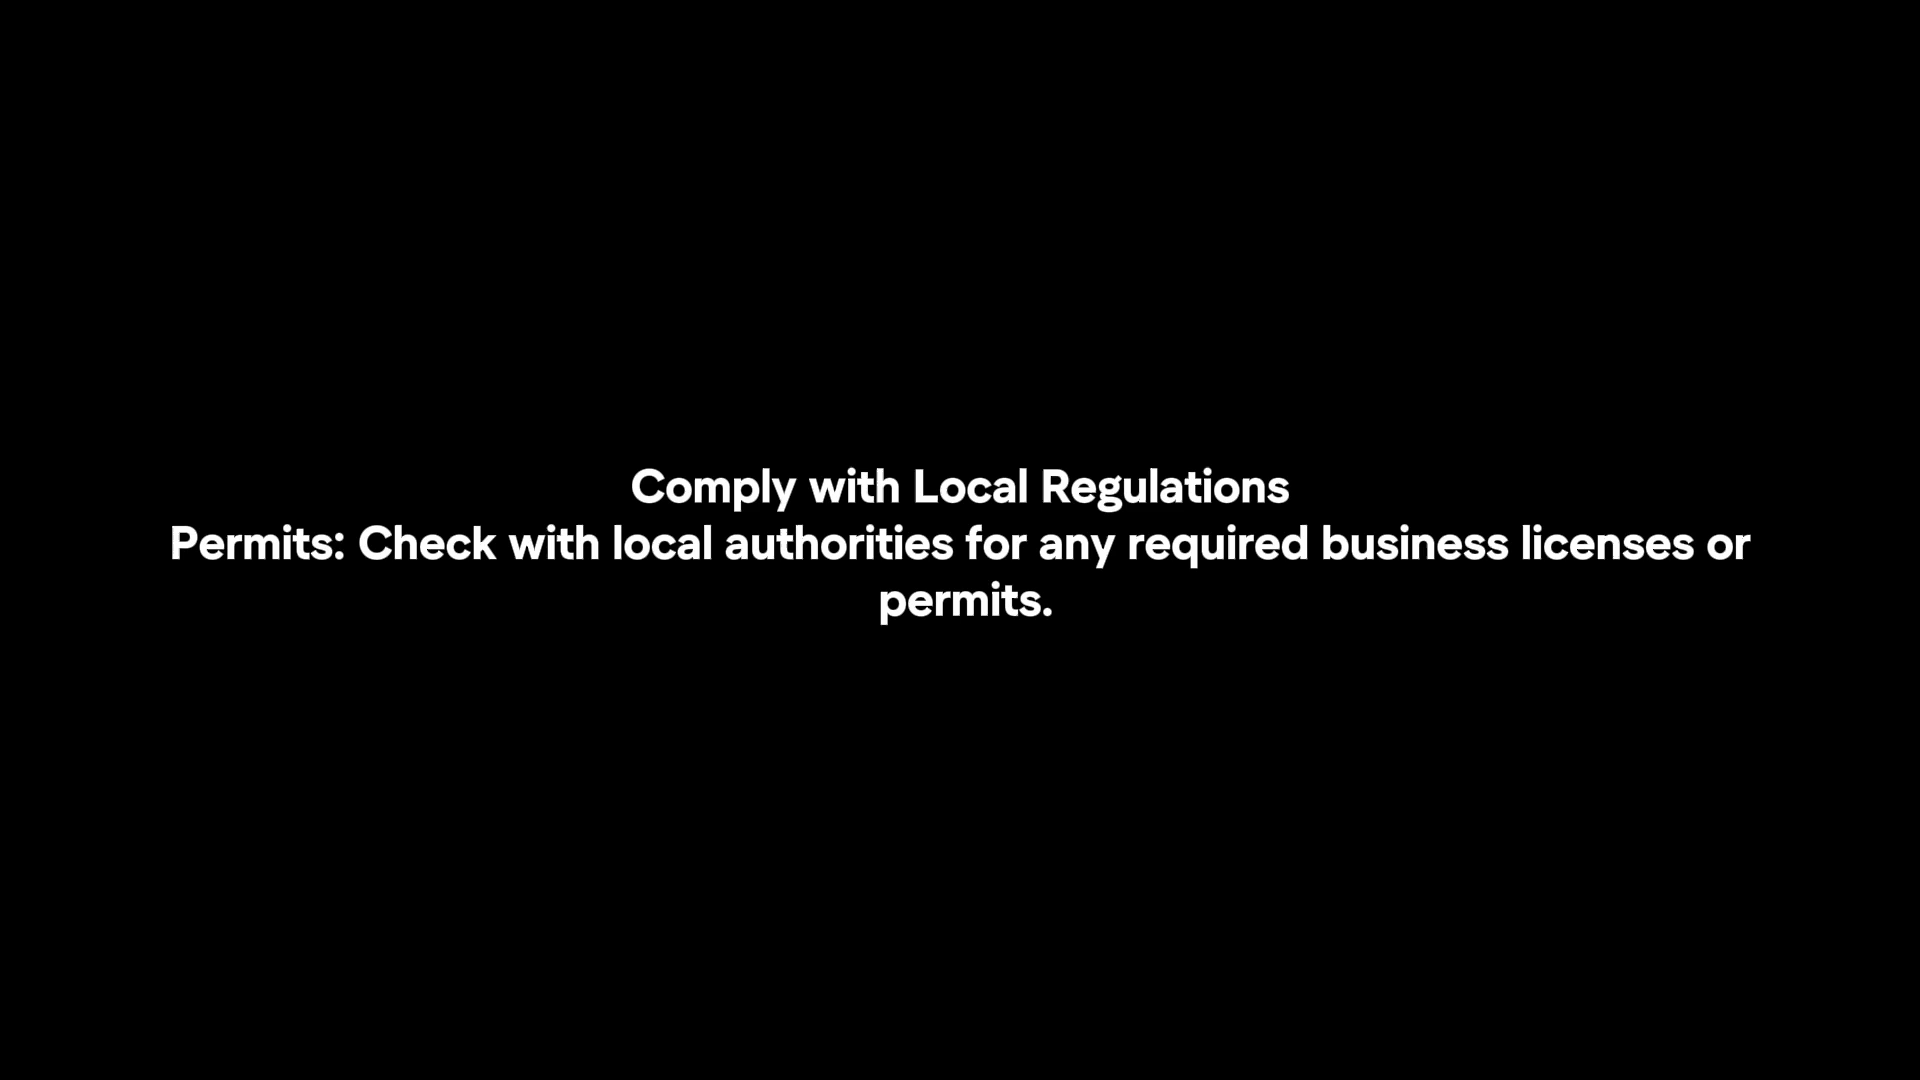 Comply with Local Regulations
Permits: Check with local authorities for any required business licenses or
permits.